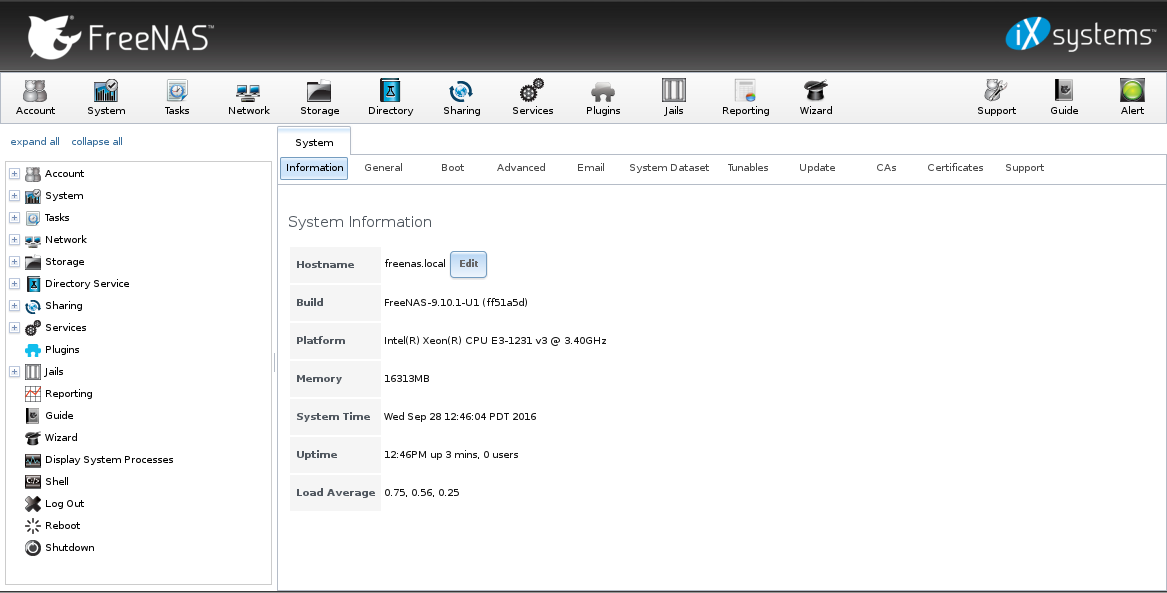 FreeNAS™
iXsystems™
Account System Tasks Network Storage Directory Sharing Services Plugins Jails Reporting Wizard Support Guide Alert
expand all collapse all
Account
System
Tasks
Network
Storage
Directory Service
Sharing
Services
Plugins
Jails
Reporting
Guide
Wizard
Display System Processes
Shell
Log Out
Reboot
Shutdown
System
Information General Boot Advanced Email System Dataset Tunables Update CAs Certificates Support
System Information
Hostname freenas.local Edit
Build FreeNAS-9.10.1-U1 (ff51a5d)
Platform Intel(R) Xeon(R) CPU E3-1231 v3 @ 3.40GHz
Memory 16313MB
System Time Wed Sep 28 12:46:04 PDT 2016
Uptime 12:46PM up 3 mins, 0 users
Load Average 0.75, 0.56, 0.25